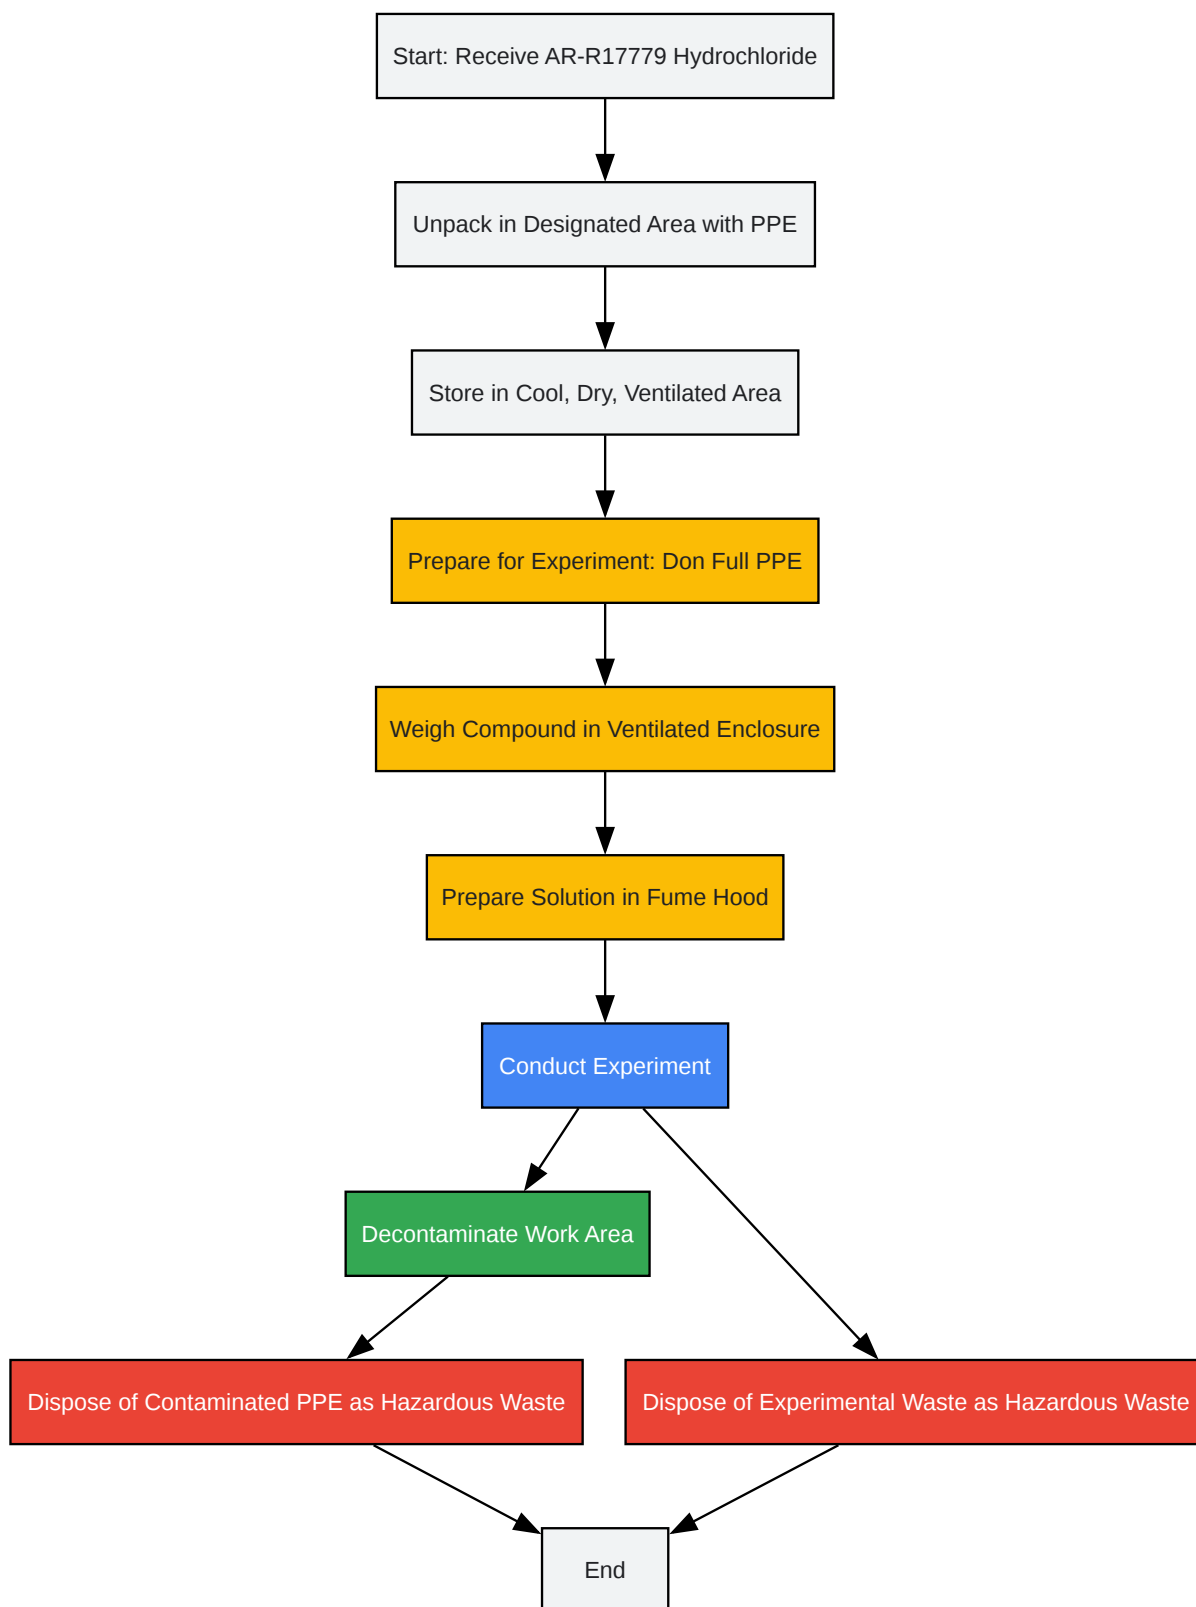 Start: Receive AR-R17779 Hydrochloride
Unpack in Designated Area with PPE
Store in Cool, Dry, Ventilated Area
Prepare for Experiment: Don Full PPE
Weigh Compound in Ventilated Enclosure
Prepare Solution in Fume Hood
Conduct Experiment
Decontaminate Work Area
Dispose of Contaminated PPE as Hazardous Waste
Dispose of Experimental Waste as Hazardous Waste
End